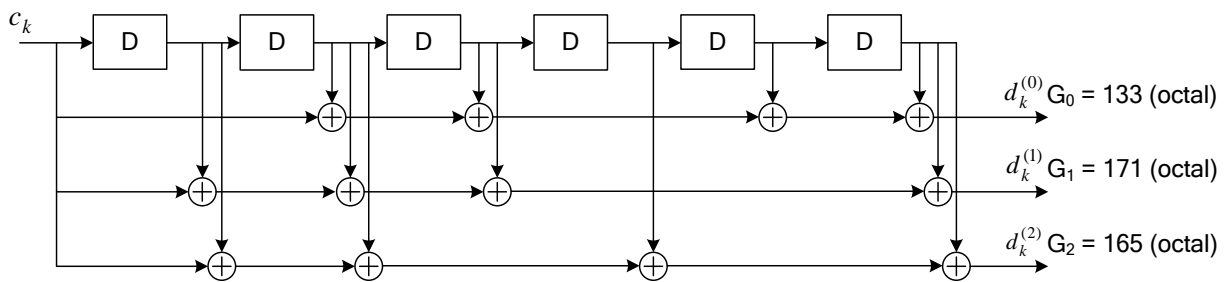 c_k
D D D D D D
d_k^(0) G₀ = 133 (octal)
d_k^(1) G₁ = 171 (octal)
d_k^(2) G₂ = 165 (octal)